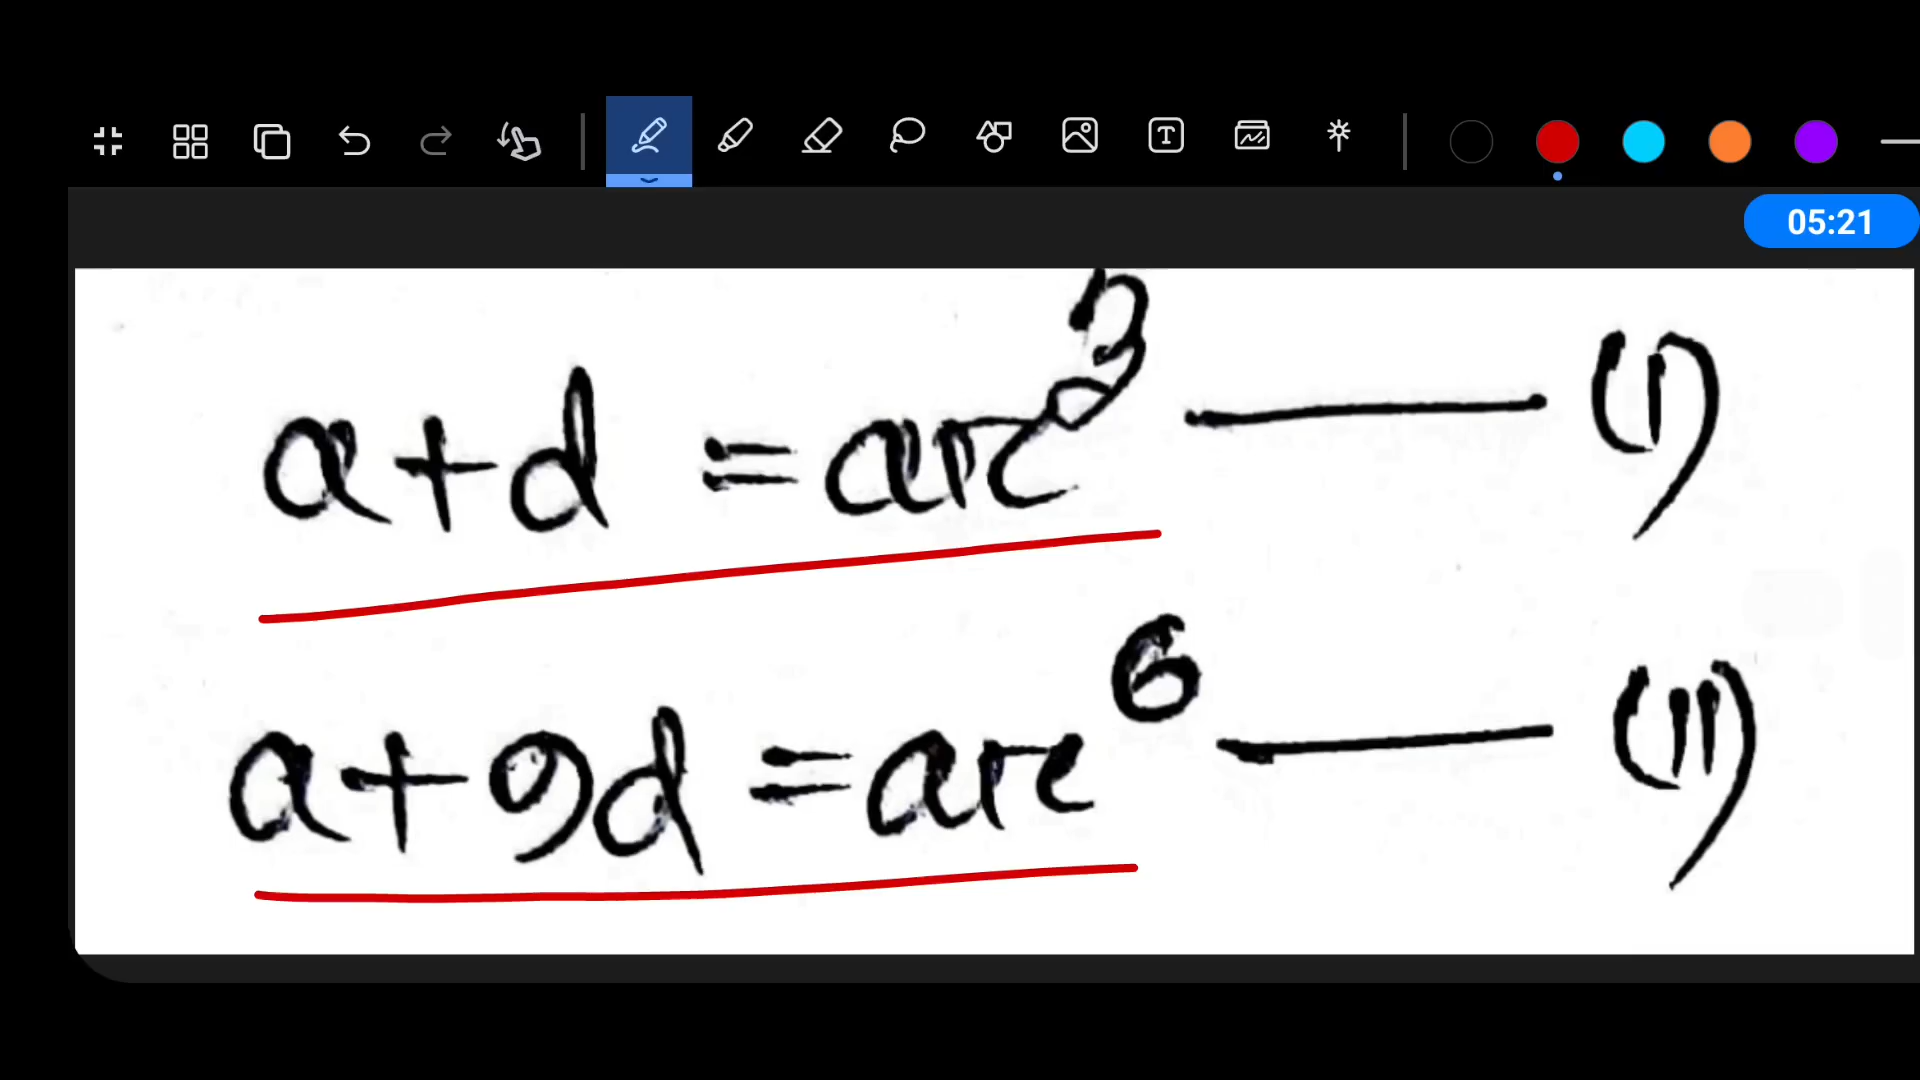 05:21
a+d = ar³ — (I)
a+9d = ar⁶ — (II)